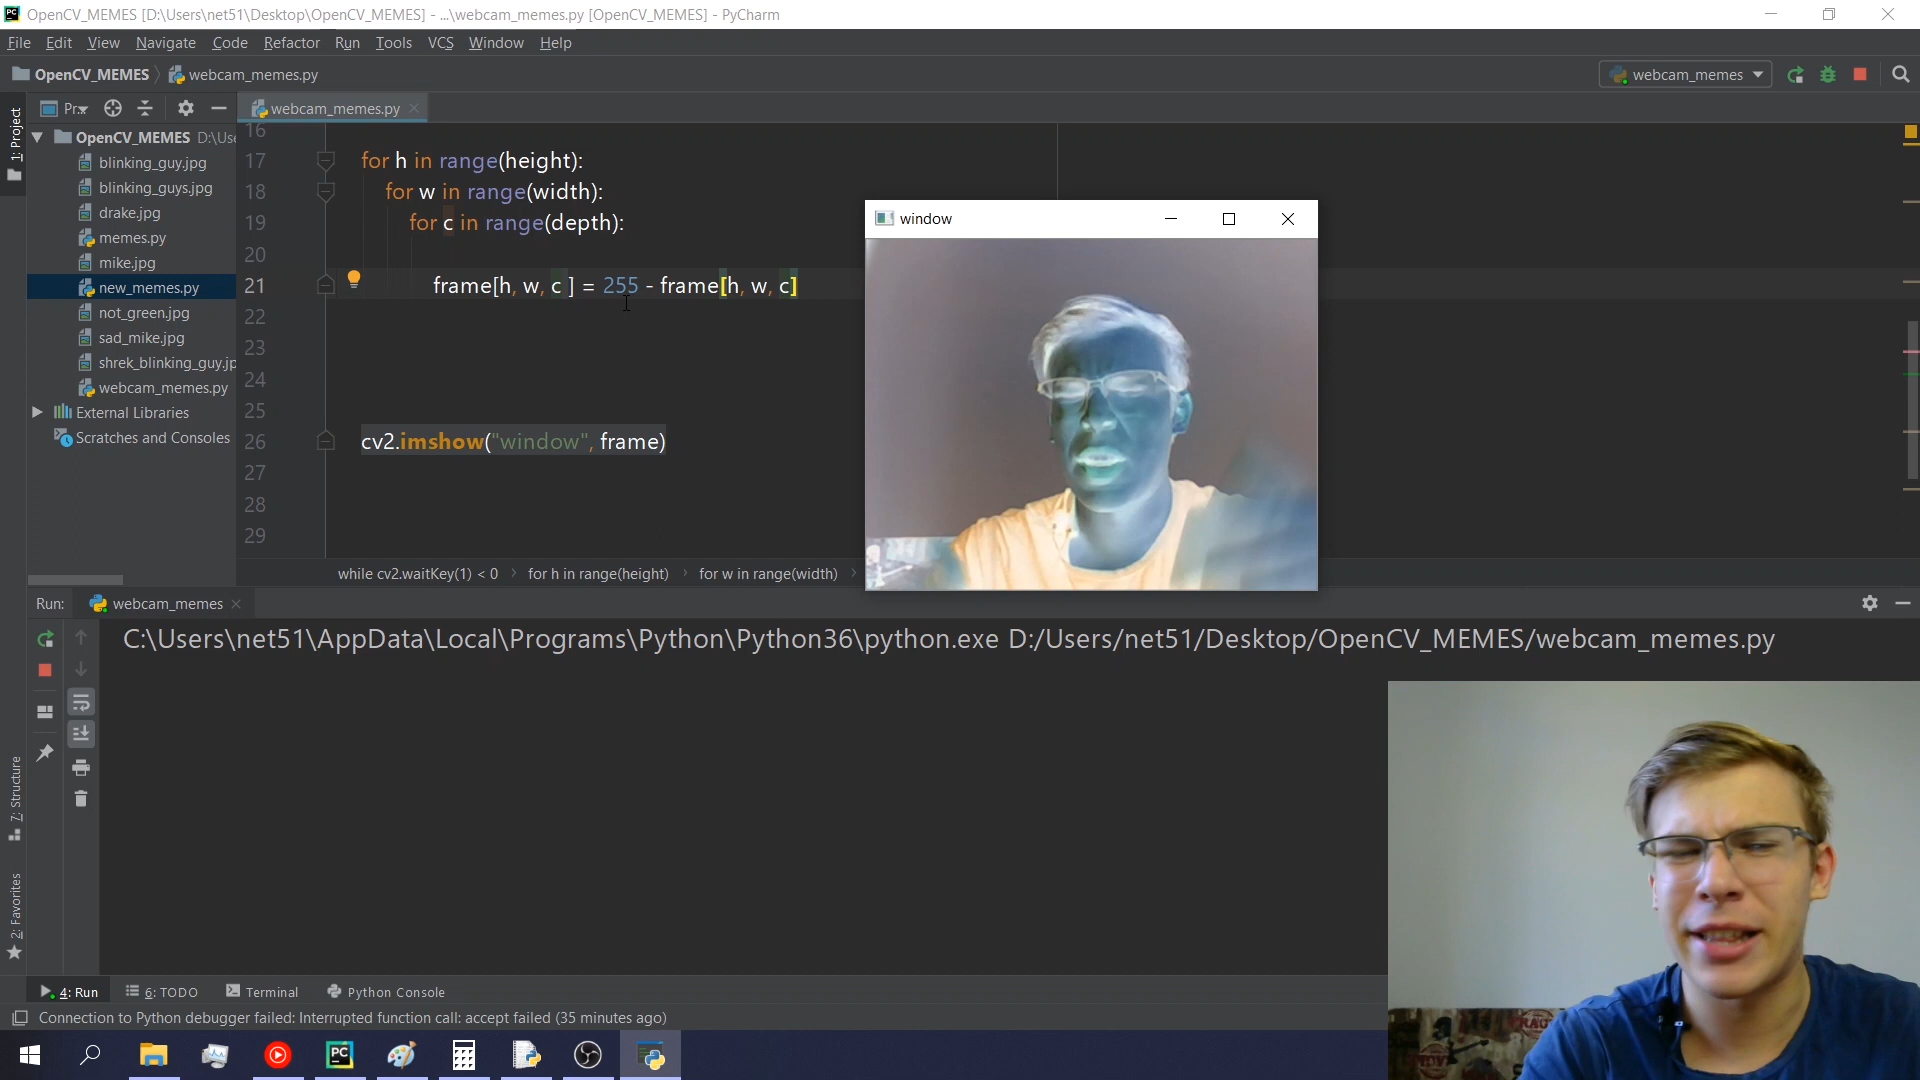 OpenCV_MEMES [D:\Users\net51\Desktop\OpenCV_MEMES] - ...\webcam_memes.py [OpenCV_MEMES] - PyCharm
File Edit View Navigate Code Refactor Run Tools VCS Window Help
OpenCV_MEMES webcam_memes.py webcam_memes
1: Project
Pr... webcam_memes.py
OpenCV_MEMES D:\Use
blinking_guy.jpg
blinking_guys.jpg
drake.jpg
memes.py
mike.jpg
new_memes.py
not_green.jpg
sad_mike.jpg
shrek_blinking_guy.jp
webcam_memes.py
External Libraries
Scratches and Consoles
16
17 for h in range(height):
18 for w in range(width):
19 for c in range(depth):
20
21 frame[h, w, c ] = 255 - frame[h, w, c]
22
23
24
25
26 cv2.imshow("window", frame)
27
28
29
window
while cv2.waitKey(1) < 0 for h in range(height) for w in range(width)
Run: webcam_memes
C:\Users\net51\AppData\Local\Programs\Python\Python36\python.exe D:/Users/net51/Desktop/OpenCV_MEMES/webcam_memes.py
7: Structure
2: Favorites
4: Run 6: TODO Terminal Python Console
Connection to Python debugger failed: Interrupted function call: accept failed (35 minutes ago)